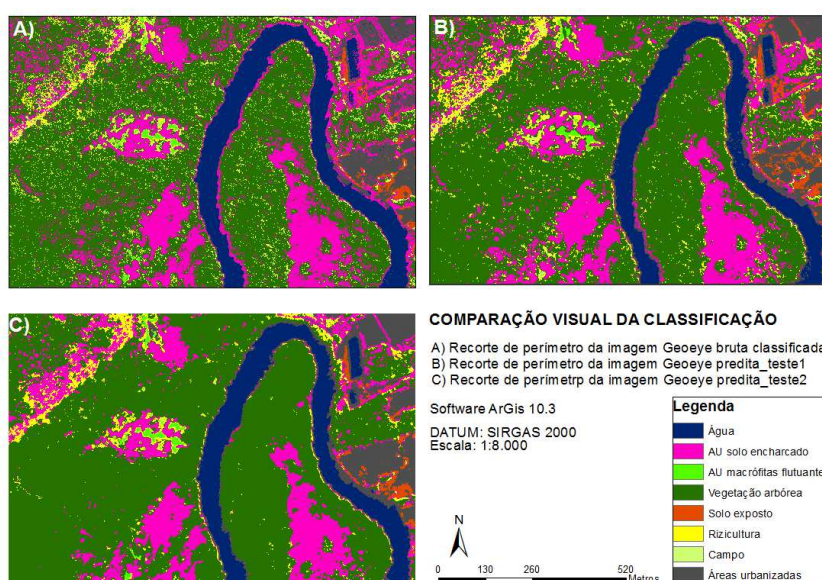 A)
B)
C)
COMPARAÇÃO VISUAL DA CLASSIFICAÇÃO
A) Recorte de perímetro da imagem Geoeye bruta classificada
B) Recorte de perímetro da imagem Geoeye predita_teste1
C) Recorte de perímetrp da imagem Geoeye predita_teste2
Software ArGis 10.3
DATUM: SIRGAS 2000
Escala: 1:8.000
N
0 130 260 520
Metros
Legenda
Água
AU solo encharcado
AU macrófitas flutuante
Vegetação arbórea
Solo exposto
Rizicultura
Campo
Áreas urbanizadas